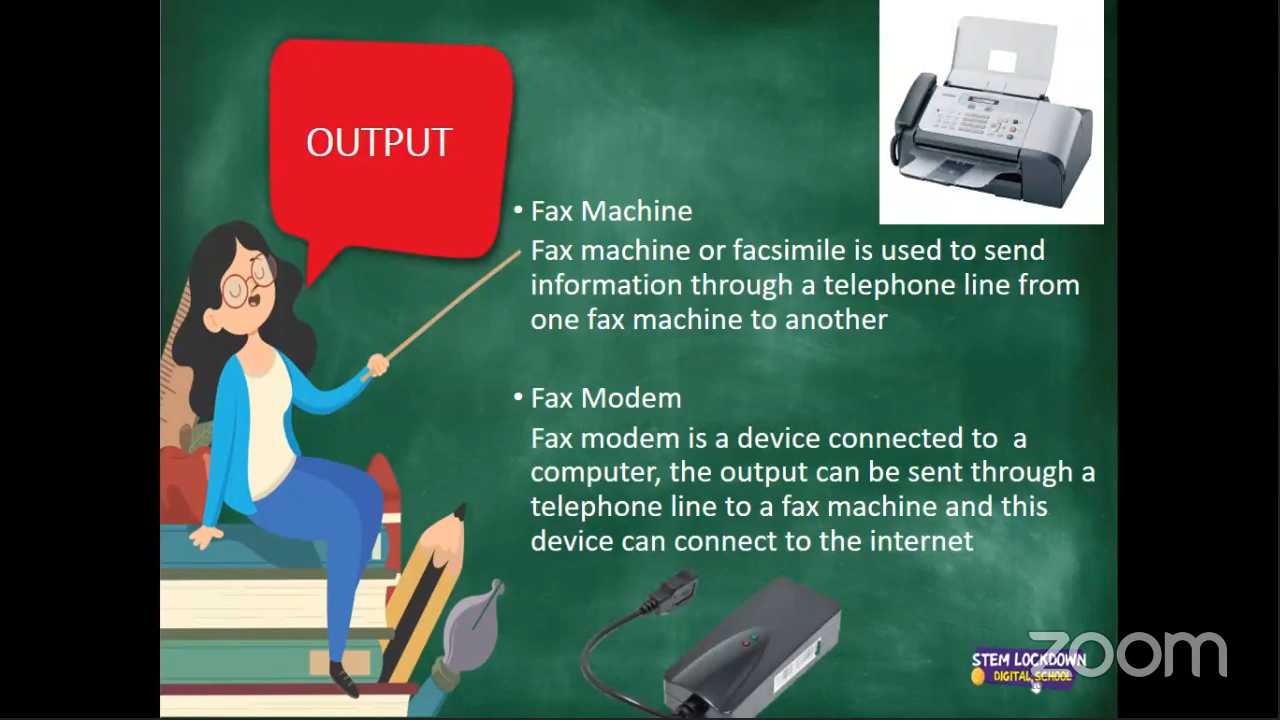 OUTPUT
• Fax Machine
Fax machine or facsimile is used to send
information through a telephone line from
one fax machine to another
• Fax Modem
Fax modem is a device connected to a
computer, the output can be sent through a
telephone line to a fax machine and this
device can connect to the internet
STEM LOCKDOWN
DIGITAL SCHOOL
zoom